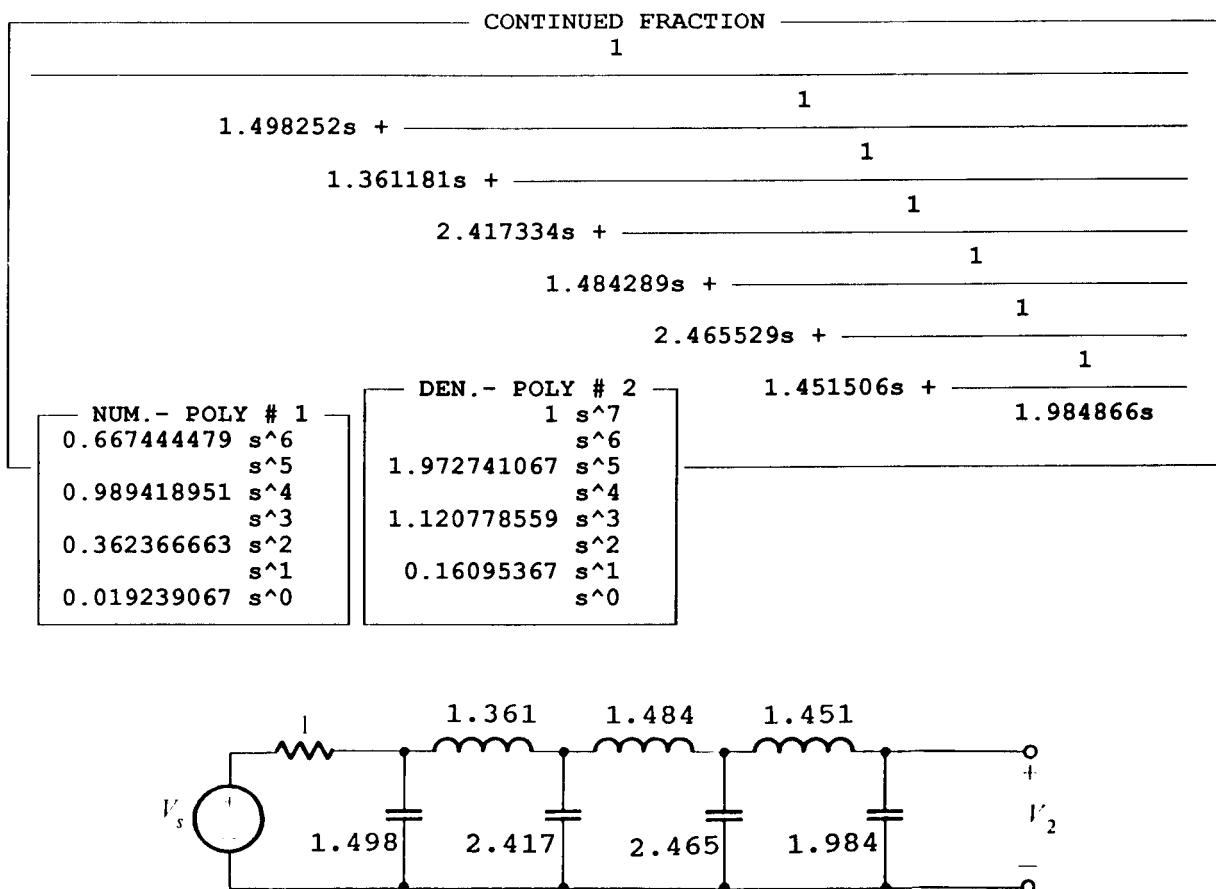 CONTINUED FRACTION
1
1
1.498252s +
1
1.361181s +
1
2.417334s +
1
1.484289s +
1
2.465529s +
1
1.451506s +
1.984866s
NUM.- POLY # 1
0.667444479 s^6
s^5
0.989418951 s^4
s^3
0.362366663 s^2
s^1
0.019239067 s^0
DEN.- POLY # 2
1 s^7
s^6
1.972741067 s^5
s^4
1.120778559 s^3
s^2
0.16095367 s^1
s^0
1 1.361 1.484 1.451
+
+
V_s V_2
1.498 2.417 2.465 1.984
−